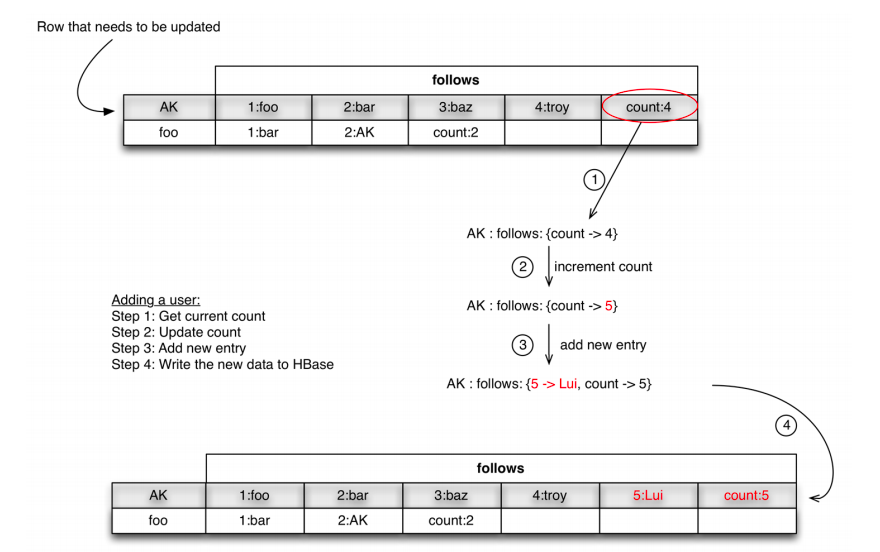 Row that needs to be updated
follows
AK 1:foo 2:bar 3:baz 4:troy count:4
foo 1:bar 2:AK count:2
1
AK : follows: {count -> 4}
2 increment count
Adding a user:
Step 1: Get current count
Step 2: Update count
Step 3: Add new entry
Step 4: Write the new data to HBase
AK : follows: {count -> 5}
3 add new entry
AK : follows: {5 -> Lui, count -> 5}
4
follows
AK 1:foo 2:bar 3:baz 4:troy 5:Lui count:5
foo 1:bar 2:AK count:2